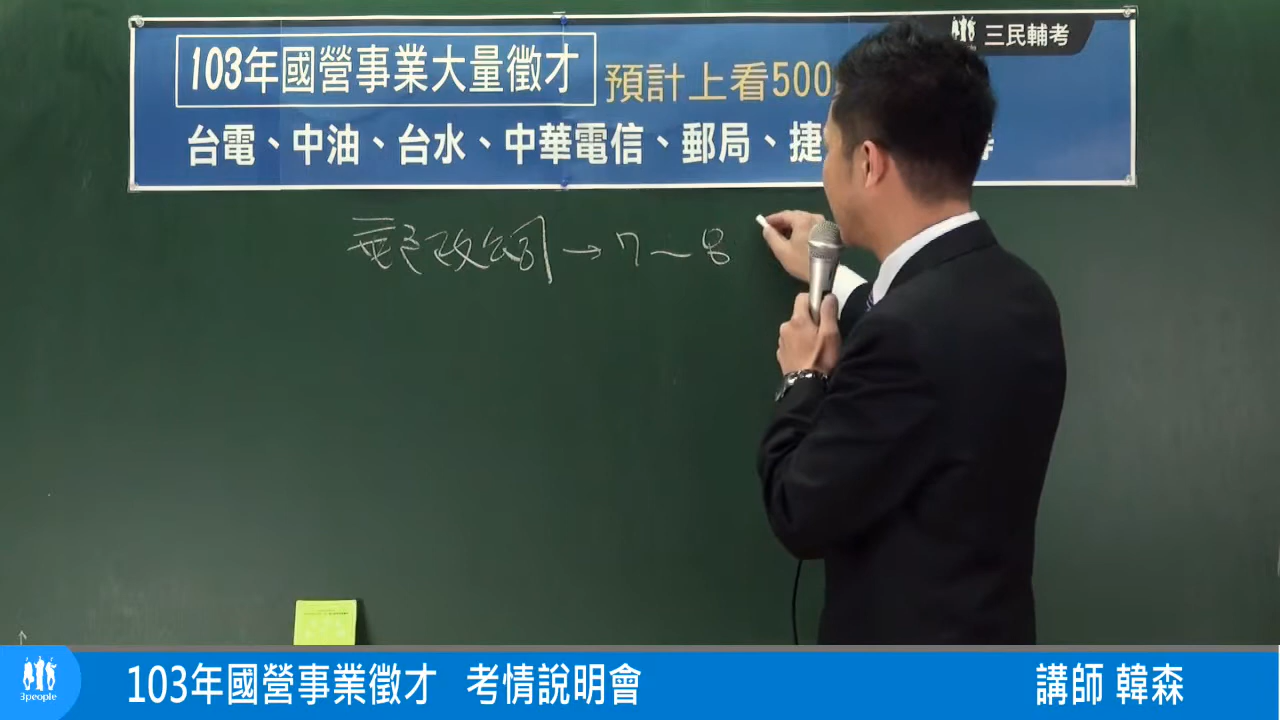 三民輔考
103年國營事業大量徵才
預計上看500
台電、中油、台水、中華電信、郵局、捷
郵政公司→7~8
3people
103年國營事業徵才 考情說明會
講師 韓森